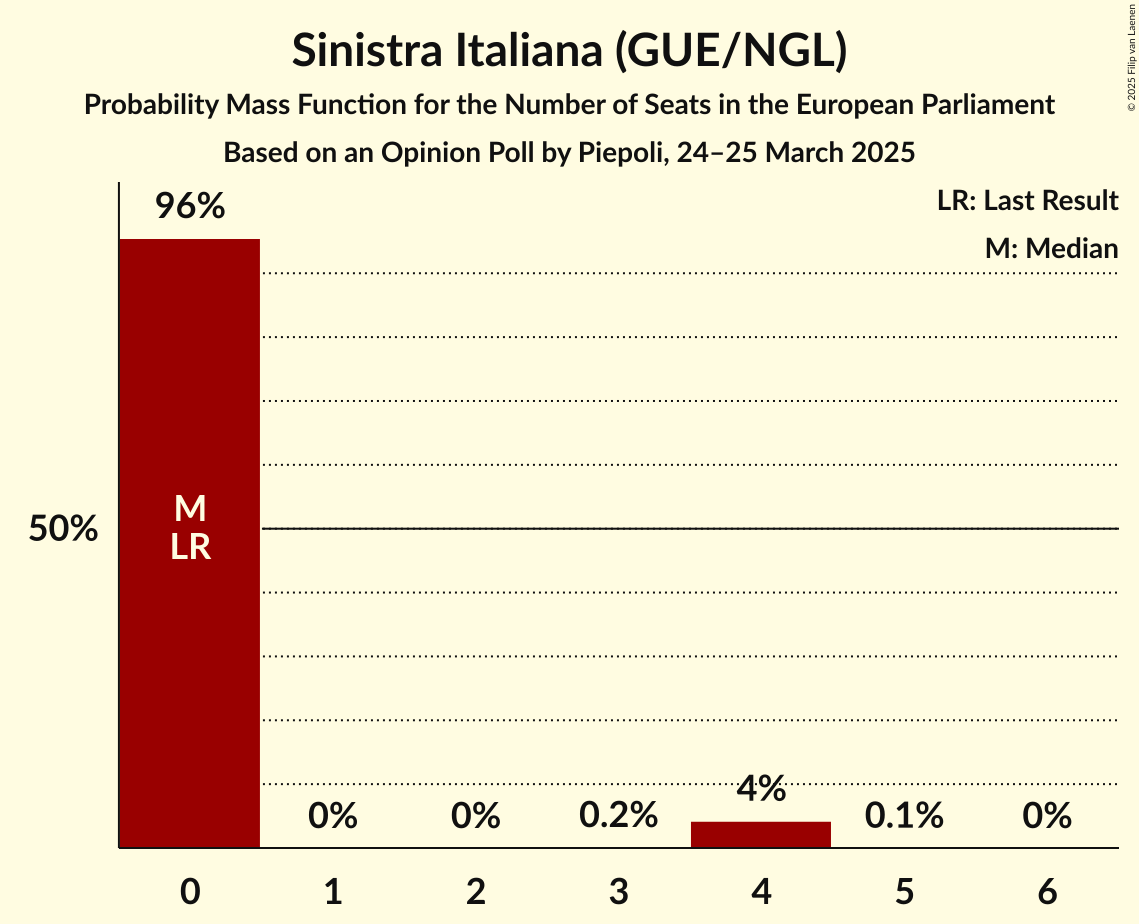 Sinistra Italiana (GUE/NGL)
Probability Mass Function for the Number of Seats in the European Parliament
Based on an Opinion Poll by Piepoli, 24–25 March 2025
© 2025 Filip van Laenen
LR: Last Result
M: Median
96%
M
LR
50%
4%
0%
0%
0.2%
0.1%
0%
0
1
2
3
4
5
6